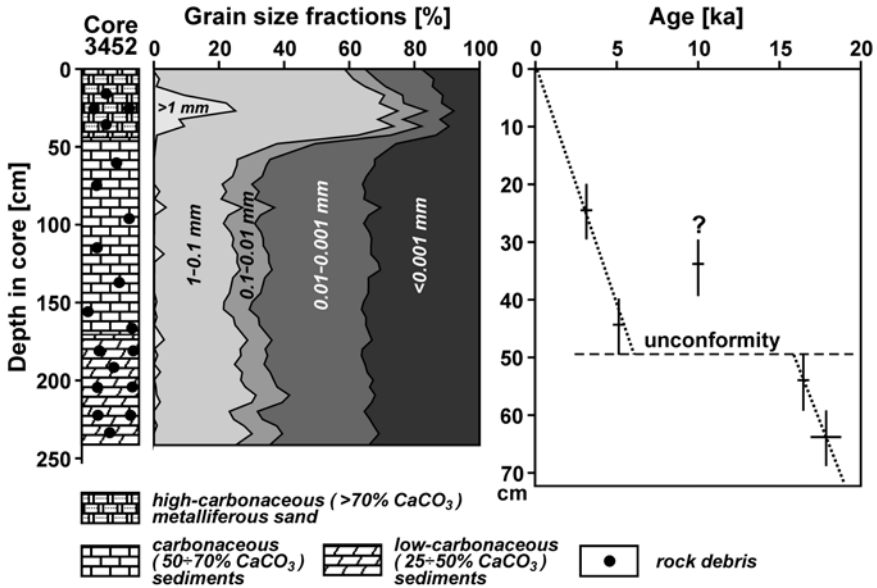 Core
3452
Grain size fractions [%]
0 20 40 60 80 100
Depth in core [cm]
0
50
100
150
200
250
>1 mm
1-0.1 mm
0.1-0.01 mm
0.01-0.001 mm
<0.001 mm
Age [ka]
0 5 10 15 20
0
10
20
30
40
50
60
70
cm
?
unconformity
high-carbonaceous (>70% CaCO₃)
metalliferous sand
carbonaceous
(50÷70% CaCO₃)
sediments
low-carbonaceous
(25÷50% CaCO₃)
sediments
rock debris